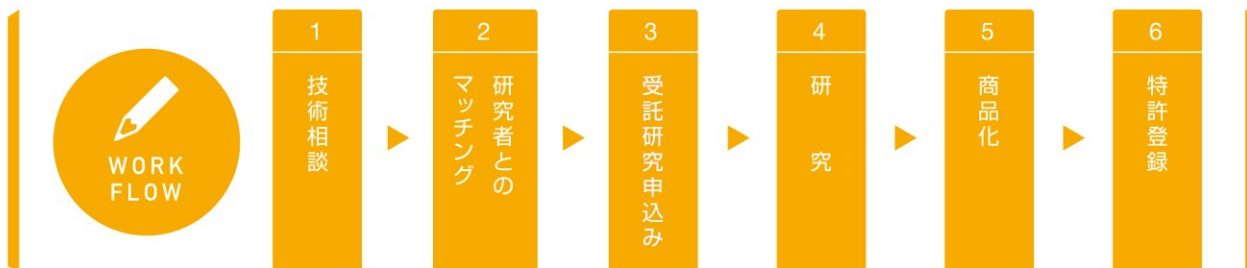 WORK
FLOW
1
技術相談
2
研究者との
マッチング
3
受託研究申込み
4
研究
5
商品化
6
特許登録